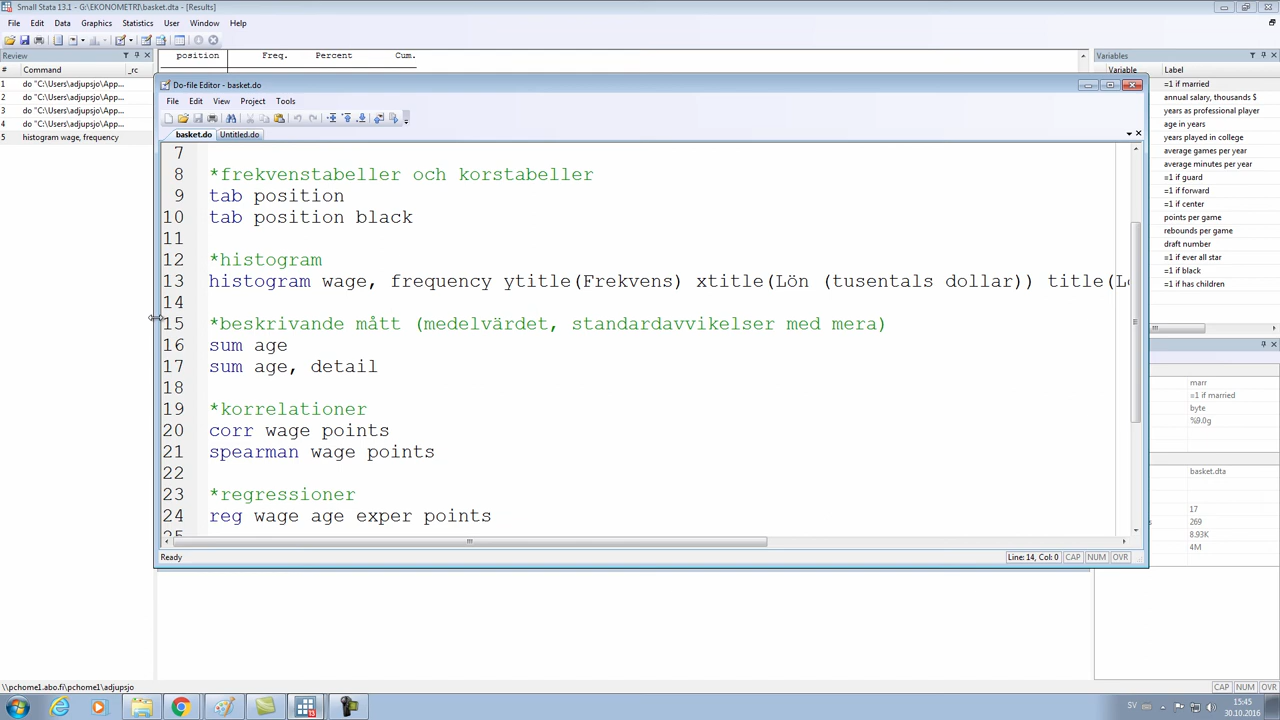 Small Stata 13.1 - G:\EKONOMETRI\basket.dta - [Results]
File Edit Data Graphics Statistics User Window Help
Review
# Command _rc
1 do "C:\Users\adjupsjo\App...
2 do "C:\Users\adjupsjo\App...
3 do "C:\Users\adjupsjo\App...
4 do "C:\Users\adjupsjo\App...
5 histogram wage, frequency
position Freq. Percent Cum.
Do-file Editor - basket.do
File Edit View Project Tools
basket.do Untitled.do
7
8 *frekvenstabeller och korstabeller
9 tab position
10 tab position black
11
12 *histogram
13 histogram wage, frequency ytitle(Frekvens) xtitle(Lön (tusentals dollar)) title(L
14
15 *beskrivande mått (medelvärdet, standardavvikelser med mera)
16 sum age
17 sum age, detail
18
19 *korrelationer
20 corr wage points
21 spearman wage points
22
23 *regressioner
24 reg wage age exper points
25
Ready
Line: 14, Col: 0 CAP NUM OVR
Variables
Variable Label
=1 if married
annual salary, thousands $
years as professional player
age in years
years played in college
average games per year
average minutes per year
=1 if guard
=1 if forward
=1 if center
points per game
rebounds per game
draft number
=1 if ever all star
=1 if black
=1 if has children
marr
=1 if married
byte
%9.0g
basket.dta
17
269
8.93K
4M
\\pchome1.abo.fi\pchome1\adjupsjo
CAP NUM OVR
SV
15:45
30.10.2016